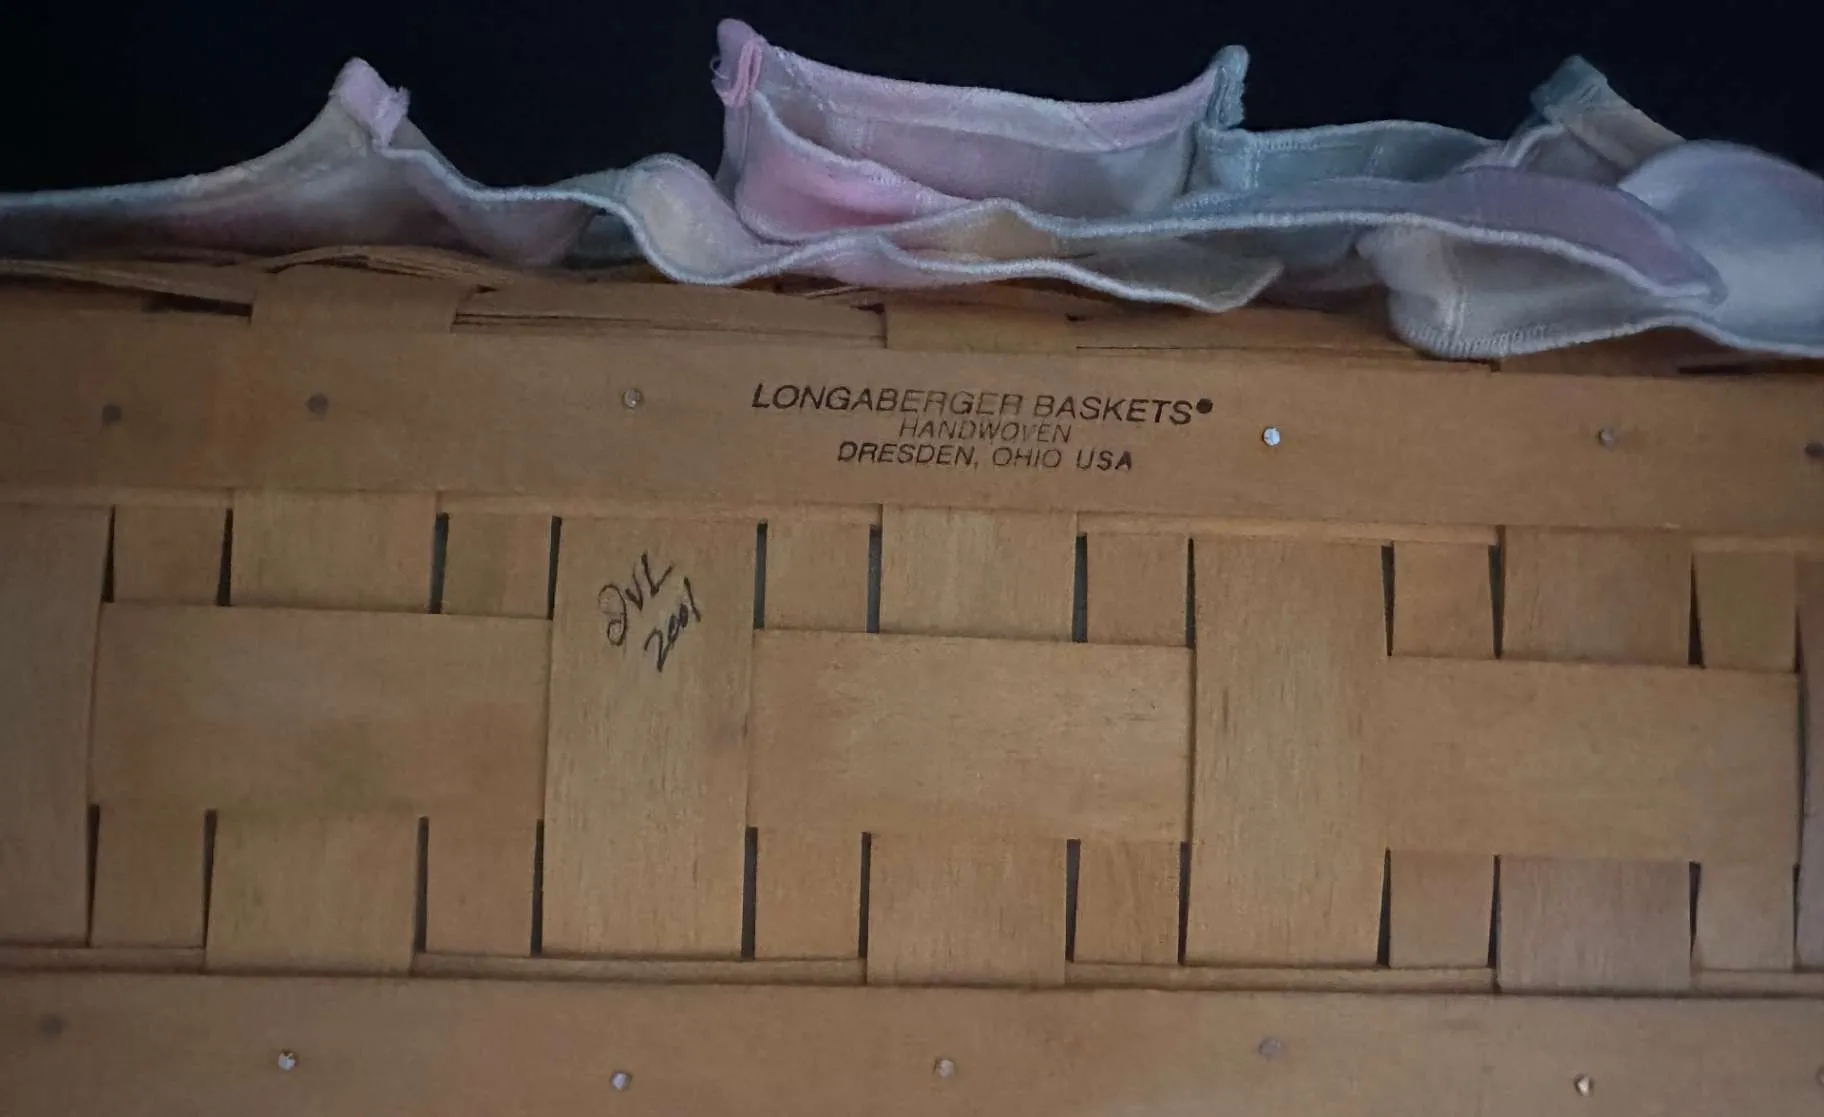 LONGABERGER BASKETS®
HANDWOVEN
DRESDEN, OHIO USA
JVL
2001